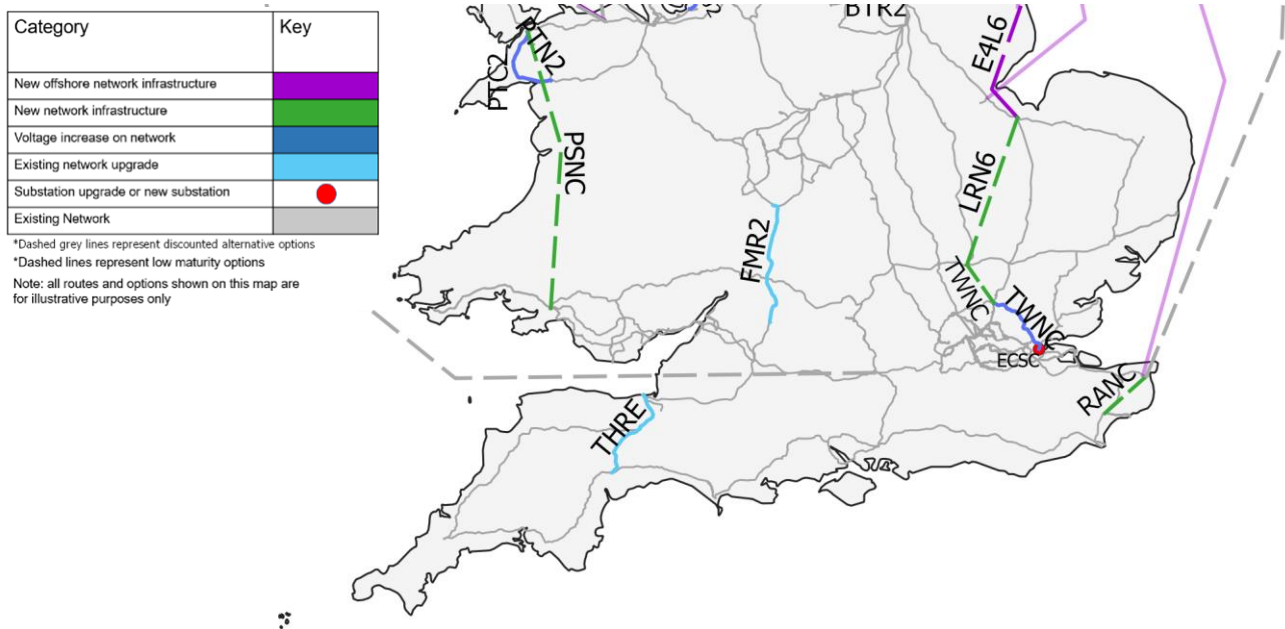 Category Key
New offshore network infrastructure
New network infrastructure
Voltage increase on network
Existing network upgrade
Substation upgrade or new substation
Existing Network
*Dashed grey lines represent discounted alternative options
*Dashed lines represent low maturity options
Note: all routes and options shown on this map are
for illustrative purposes only
BTR2
E4L6
PTN2
PTC2
PSNC
LRN6
FMR2
TWNC
TWNC
ECSC
RANC
THRE